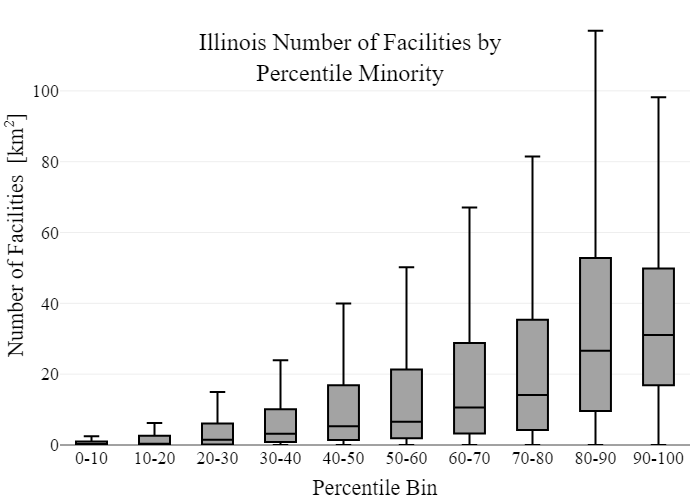 Illinois Number of Facilities by
Percentile Minority
Number of Facilities [km²]
100
80
60
40
20
0
0-10 10-20 20-30 30-40 40-50 50-60 60-70 70-80 80-90 90-100
Percentile Bin